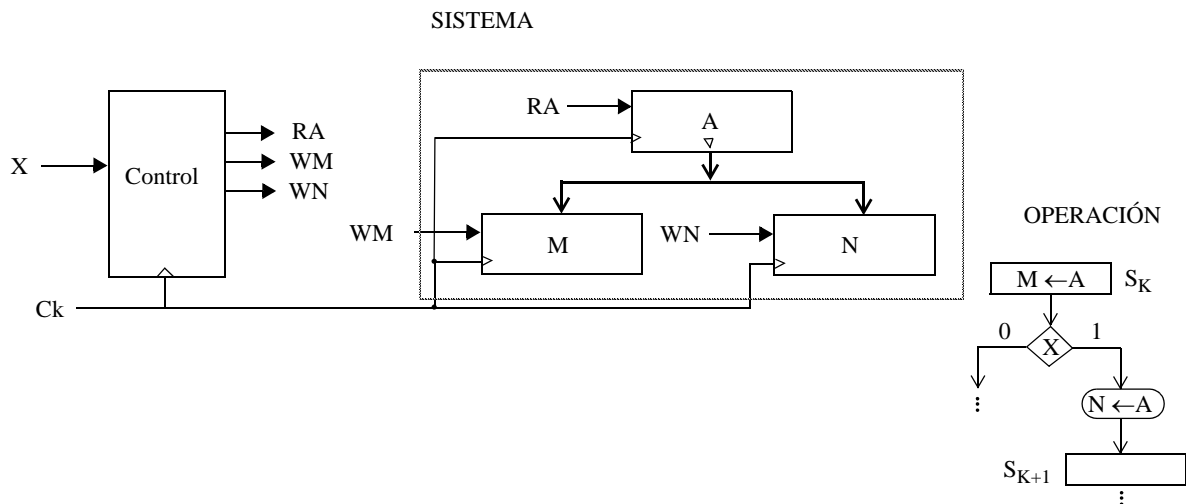 SISTEMA
X
Control
RA
WM
WN
Ck
RA
A
WM
M
WN
N
OPERACIÓN
M ←A
S_K
0
X
1
N ←A
S_K+1